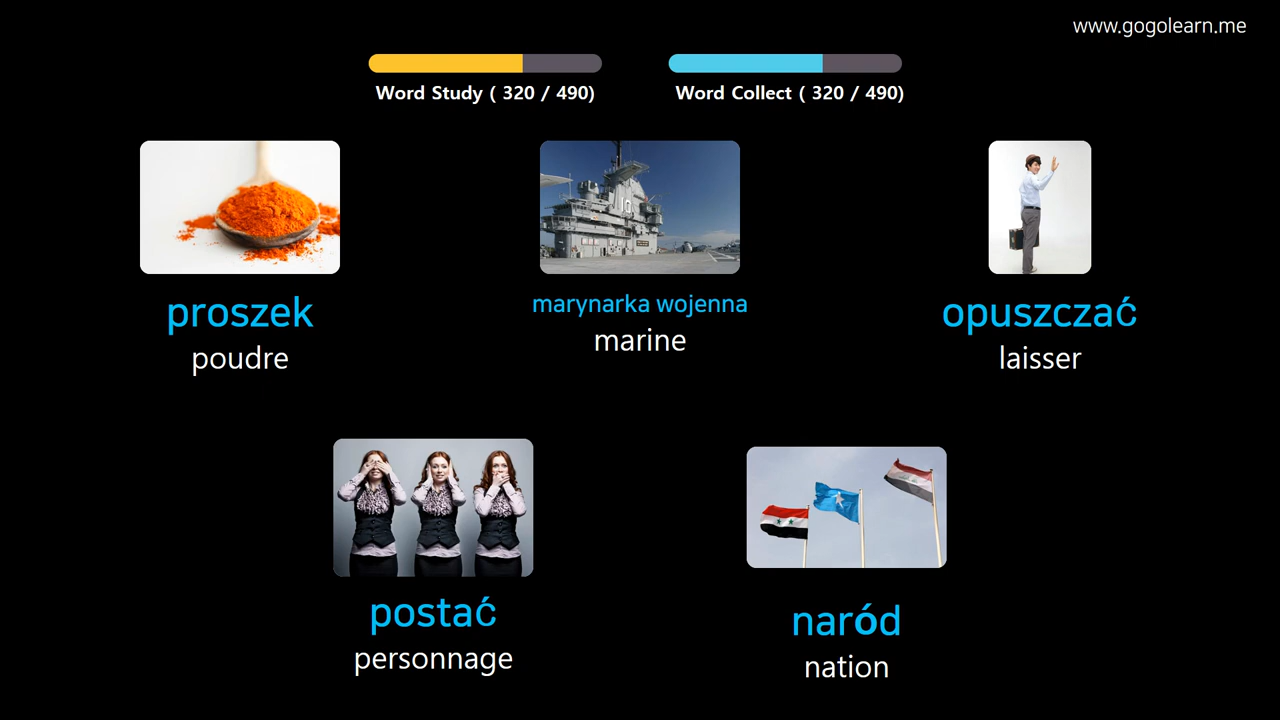 www.gogolearn.me
Word Study ( 320 / 490)
Word Collect ( 320 / 490)
proszek
poudre
marynarka wojenna
marine
opuszczać
laisser
postać
personnage
naród
nation